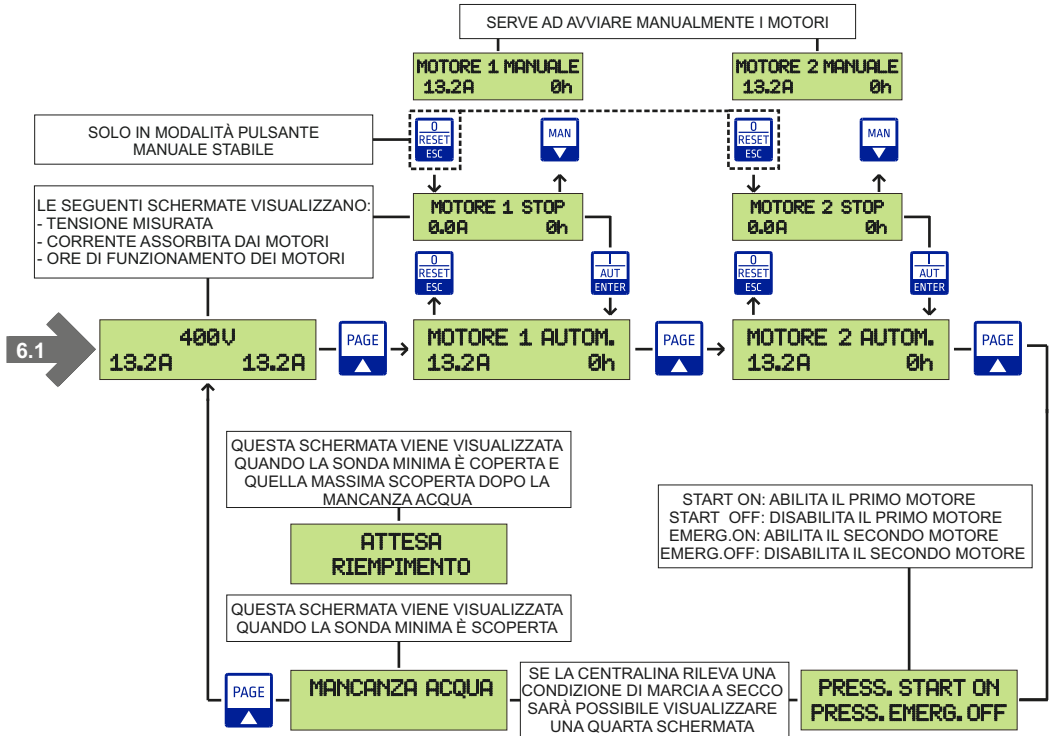 SERVE AD AVVIARE MANUALMENTE I MOTORI
MOTORE 1 MANUALE
13.2A 0h
MOTORE 2 MANUALE
13.2A 0h
SOLO IN MODALITÀ PULSANTE
MANUALE STABILE
0
RESET
ESC
MAN
0
RESET
ESC
MAN
LE SEGUENTI SCHERMATE VISUALIZZANO:
- TENSIONE MISURATA
- CORRENTE ASSORBITA DAI MOTORI
- ORE DI FUNZIONAMENTO DEI MOTORI
MOTORE 1 STOP
0.0A 0h
MOTORE 2 STOP
0.0A 0h
0
RESET
ESC
I
AUT
ENTER
0
RESET
ESC
I
AUT
ENTER
6.1
400V
13.2A 13.2A
PAGE
MOTORE 1 AUTOM.
13.2A 0h
PAGE
MOTORE 2 AUTOM.
13.2A 0h
PAGE
QUESTA SCHERMATA VIENE VISUALIZZATA
QUANDO LA SONDA MINIMA È COPERTA E
QUELLA MASSIMA SCOPERTA DOPO LA
MANCANZA ACQUA
ATTESA
RIEMPIMENTO
START ON: ABILITA IL PRIMO MOTORE
START OFF: DISABILITA IL PRIMO MOTORE
EMERG.ON: ABILITA IL SECONDO MOTORE
EMERG.OFF: DISABILITA IL SECONDO MOTORE
QUESTA SCHERMATA VIENE VISUALIZZATA
QUANDO LA SONDA MINIMA È SCOPERTA
PAGE
MANCANZA ACQUA
SE LA CENTRALINA RILEVA UNA
CONDIZIONE DI MARCIA A SECCO
SARÀ POSSIBILE VISUALIZZARE
UNA QUARTA SCHERMATA
PRESS. START ON
PRESS. EMERG. OFF